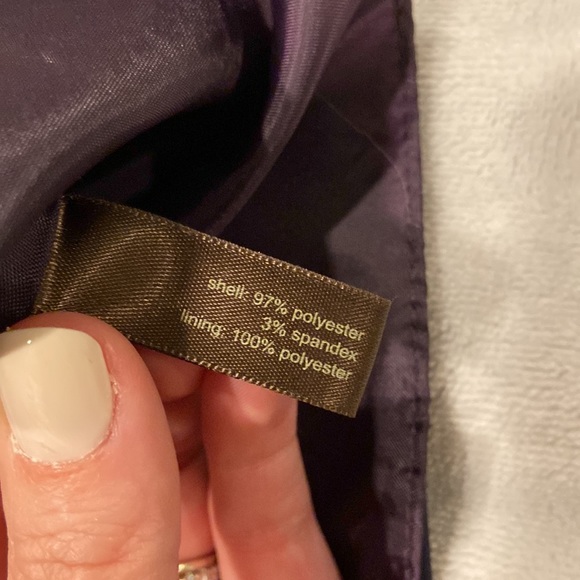 shell: 97% polyester
3% spandex
lining: 100% polyester